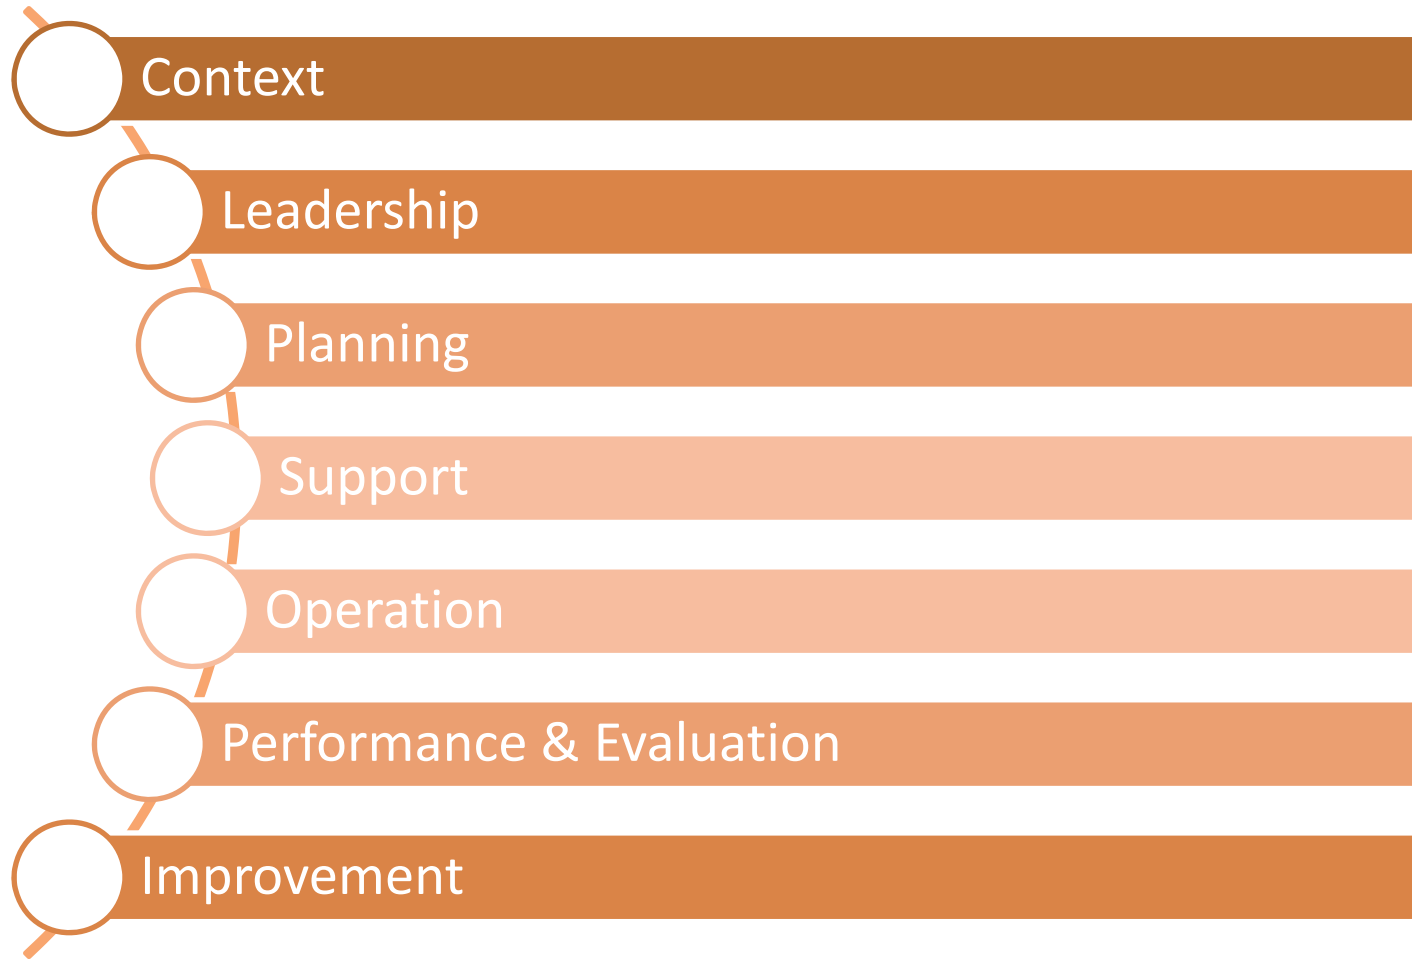 Context
Leadership
Planning
Support
Operation
Performance & Evaluation
Improvement